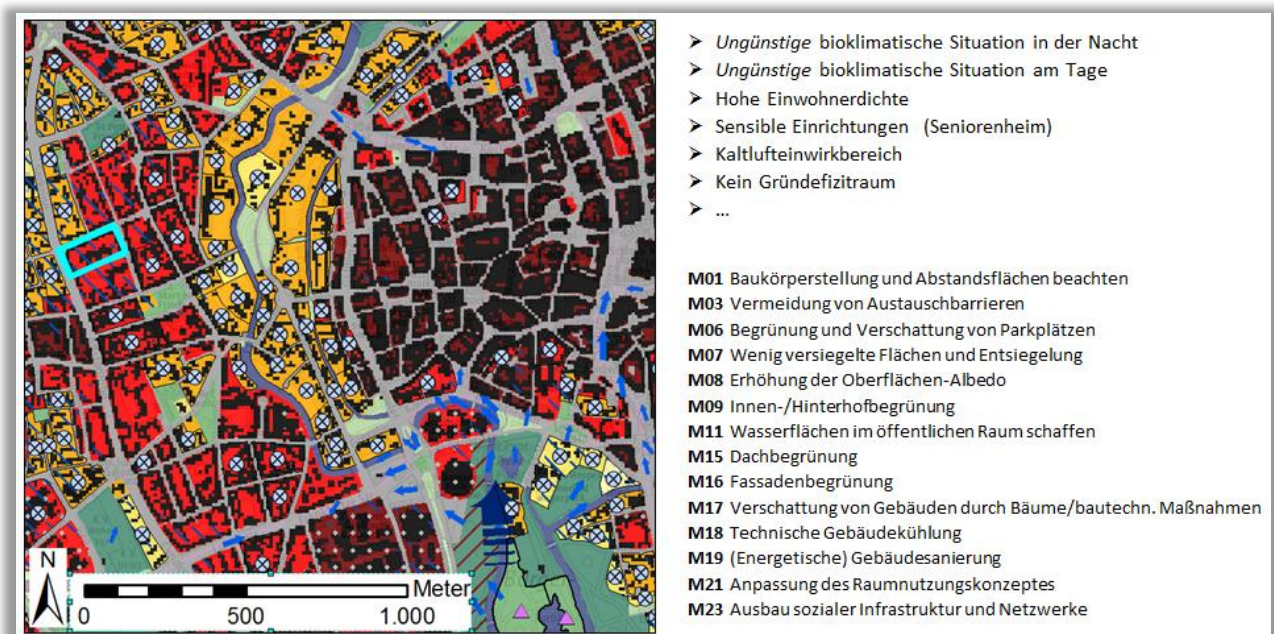 ➢ Ungünstige bioklimatische Situation in der Nacht
➢ Ungünstige bioklimatische Situation am Tage
➢ Hohe Einwohnerdichte
➢ Sensible Einrichtungen (Seniorenheim)
➢ Kaltlufteinwirkbereich
➢ Kein Gründefizitraum
➢ ...
M01 Baukörperstellung und Abstandsflächen beachten
M03 Vermeidung von Austauschbarrieren
M06 Begrünung und Verschattung von Parkplätzen
M07 Wenig versiegelte Flächen und Entsiegelung
M08 Erhöhung der Oberflächen-Albedo
M09 Innen-/Hinterhofbegrünung
M11 Wasserflächen im öffentlichen Raum schaffen
M15 Dachbegrünung
M16 Fassadenbegrünung
M17 Verschattung von Gebäuden durch Bäume/bautechn. Maßnahmen
M18 Technische Gebäudekühlung
M19 (Energetische) Gebäudesanierung
M21 Anpassung des Raumnutzungskonzeptes
M23 Ausbau sozialer Infrastruktur und Netzwerke
N
Meter
0 500 1.000